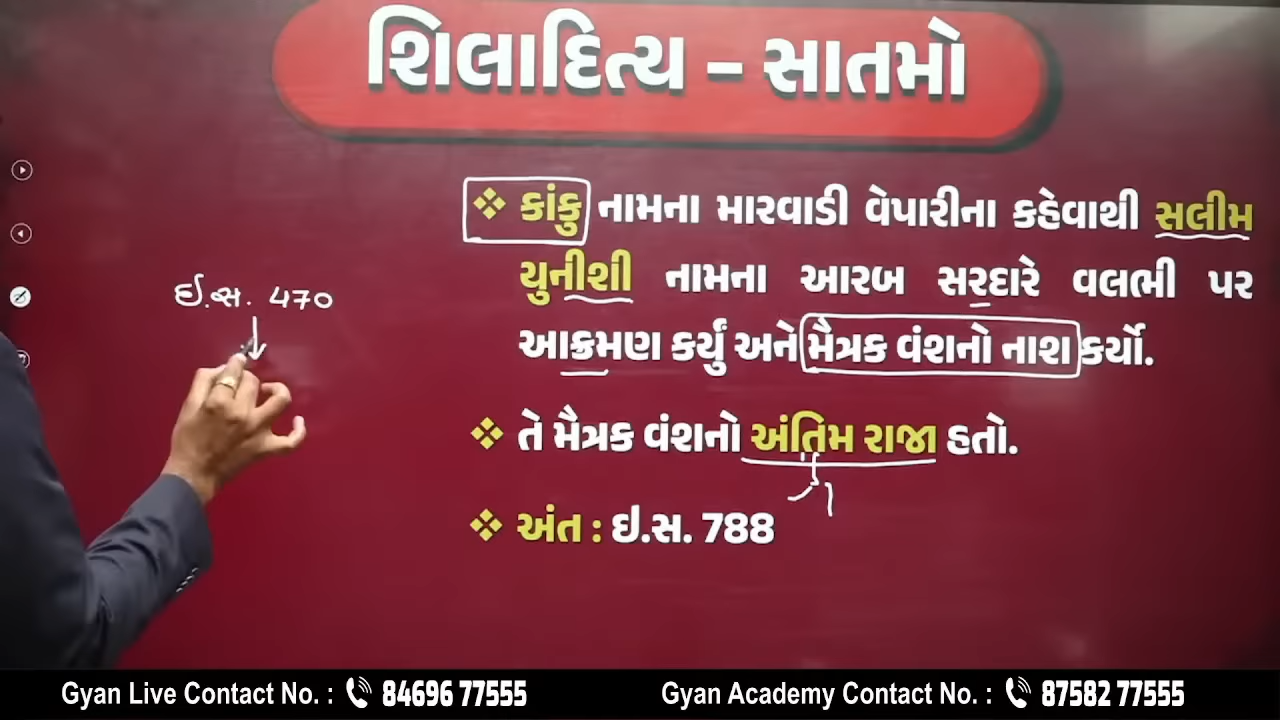 શિલાદિત્ય – સાતમો
❖ કાંકુ નામના મારવાડી વેપારીના કહેવાથી સલીમ
યુનીશી નામના આરબ સરદારે વલભી પર
આક્રમણ કર્યું અને મૈત્રક વંશનો નાશ કર્યો.
ઇ.સ. 470
❖ તે મૈત્રક વંશનો અંતિમ રાજા હતો.
❖ અંત : ઇ.સ. 788
Gyan Live Contact No. : 84696 77555
Gyan Academy Contact No. : 87582 77555